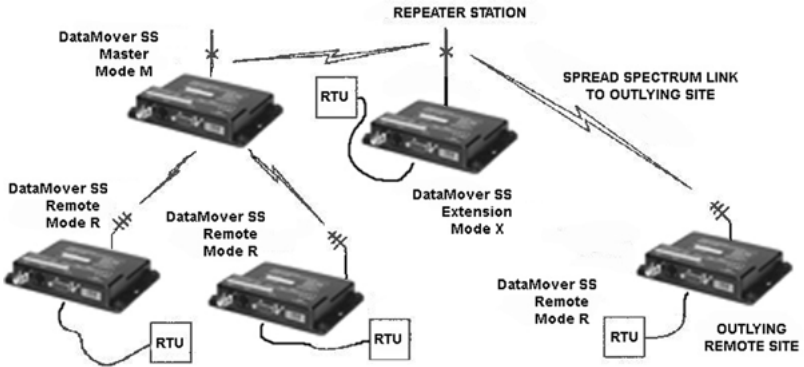 REPEATER STATION
DataMover SS
Master
Mode M
RTU
SPREAD SPECTRUM LINK
TO OUTLYING SITE
DataMover SS
Remote
Mode R
DataMover SS
Remote
Mode R
DataMover SS
Extension
Mode X
DataMover SS
Remote
Mode R
RTU
RTU
RTU
OUTLYING
REMOTE SITE